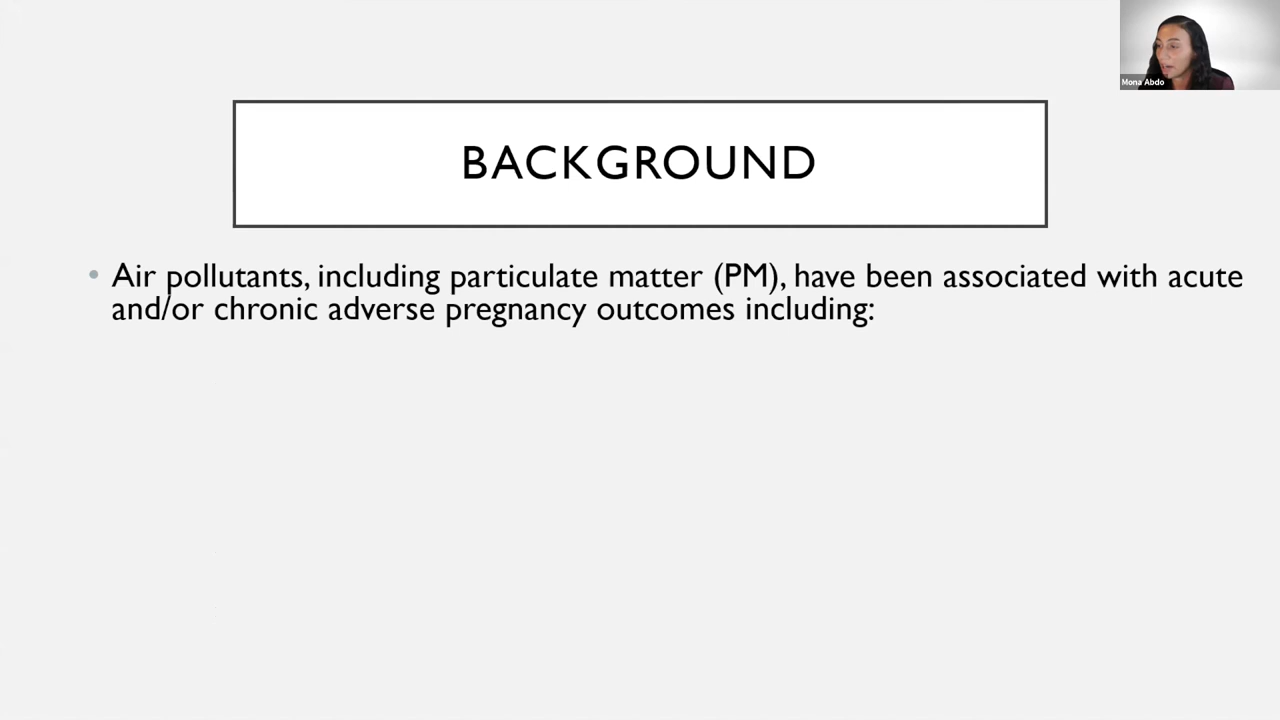 Mona Abdo
BACKGROUND
• Air pollutants, including particulate matter (PM), have been associated with acute
and/or chronic adverse pregnancy outcomes including: